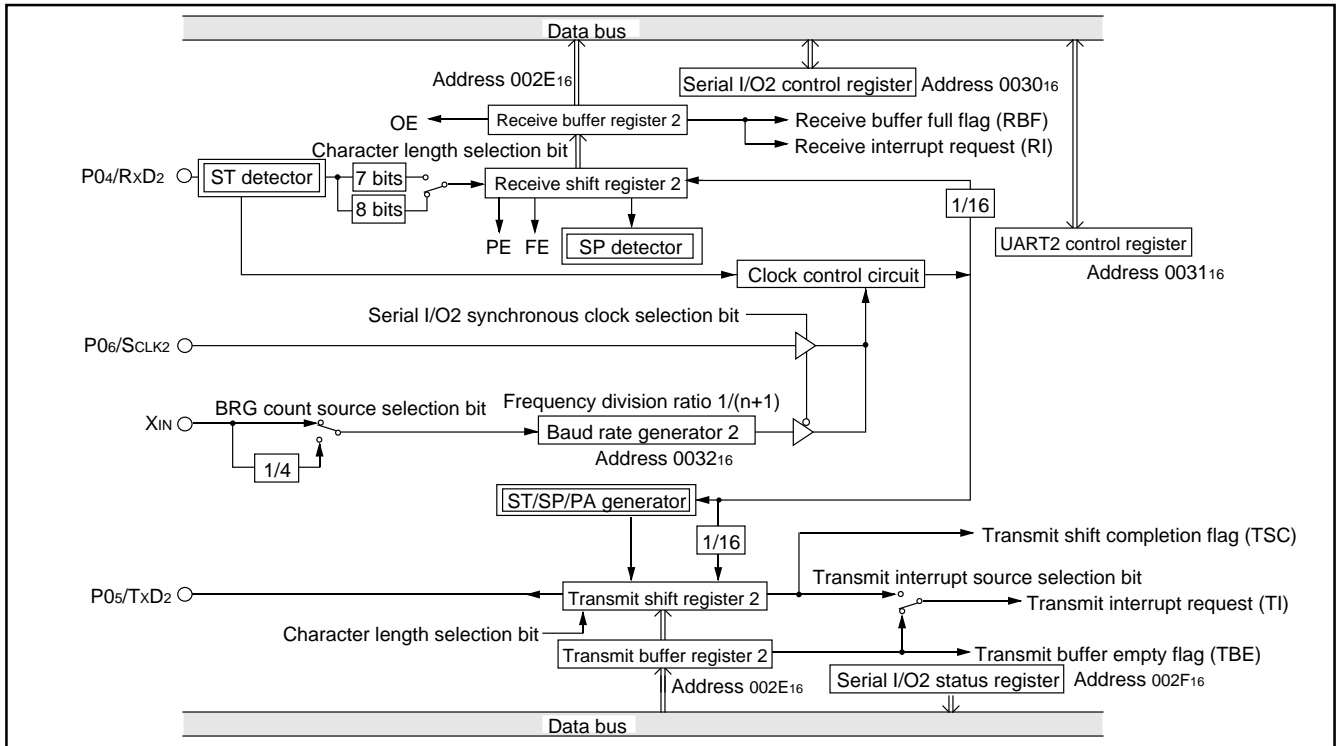 Data bus
Address 002E16
Serial I/O2 control register Address 003016
OE
Receive buffer register 2
Receive buffer full flag (RBF)
Receive interrupt request (RI)
Character length selection bit
P04/RXD2
ST detector
7 bits
8 bits
Receive shift register 2
1/16
PE FE
SP detector
UART2 control register
Address 003116
Clock control circuit
Serial I/O2 synchronous clock selection bit
P06/SCLK2
XIN
BRG count source selection bit
Frequency division ratio 1/(n+1)
Baud rate generator 2
Address 003216
1/4
ST/SP/PA generator
1/16
Transmit shift completion flag (TSC)
Transmit interrupt source selection bit
P05/TXD2
Transmit shift register 2
Transmit interrupt request (TI)
Character length selection bit
Transmit buffer register 2
Transmit buffer empty flag (TBE)
Address 002E16
Serial I/O2 status register Address 002F16
Data bus